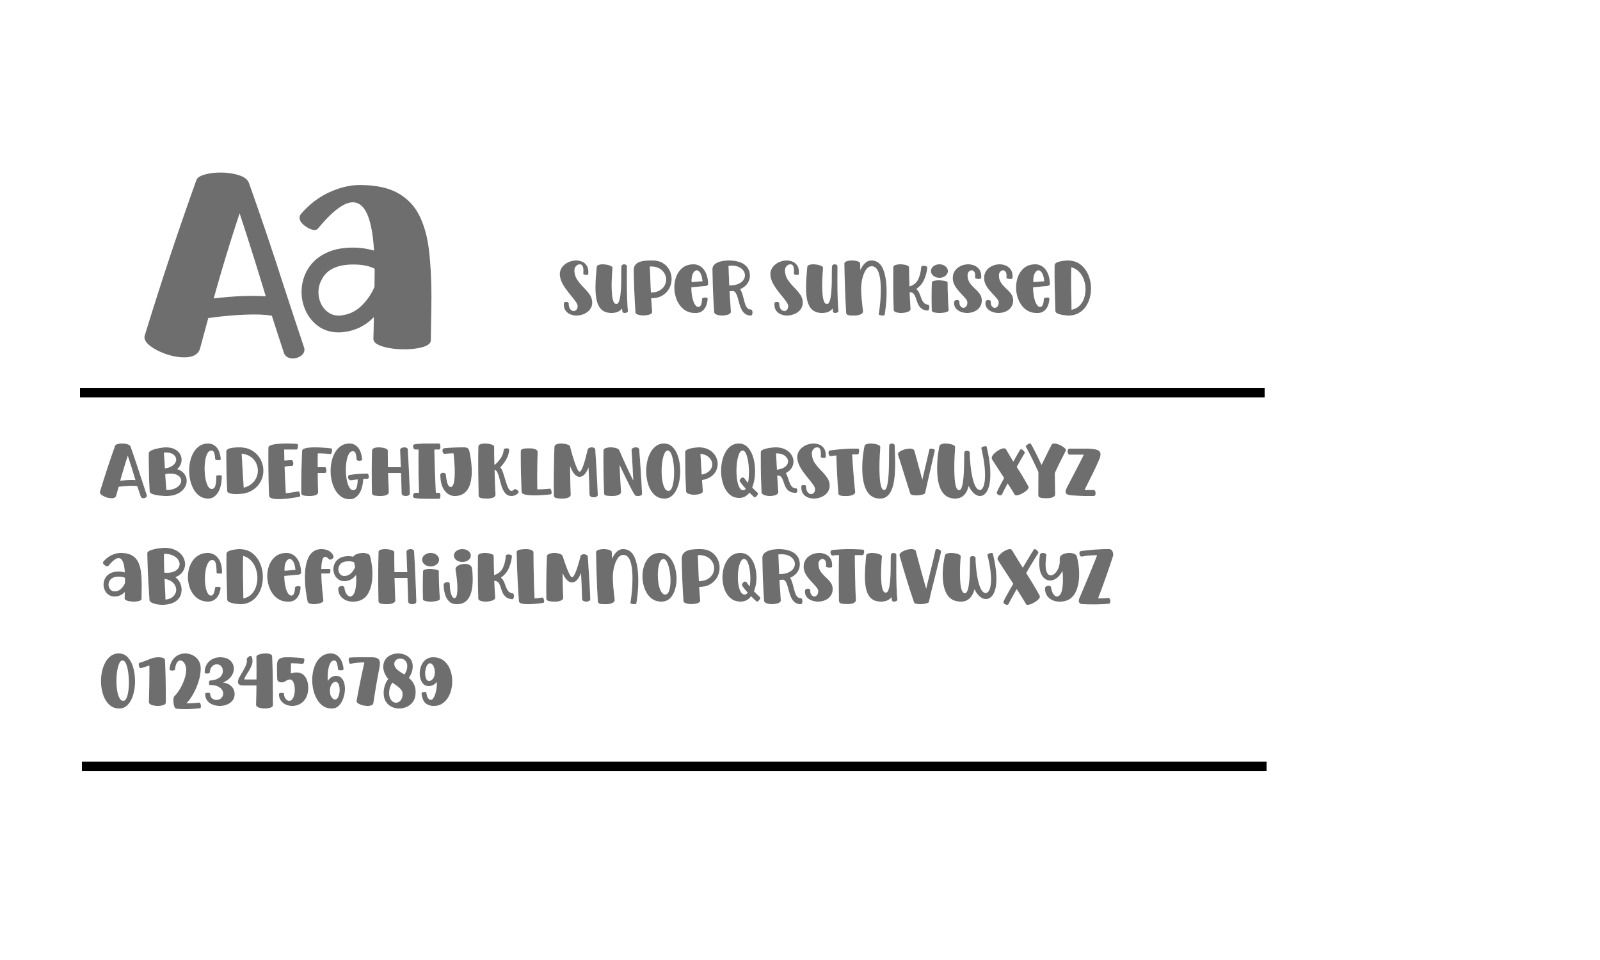 Aa
Super Sunkissed
ABCDEFGHIJKLMNOPQRSTUVWXYZ
abcdefghijklmnopqrstuvwxyz
0123456789